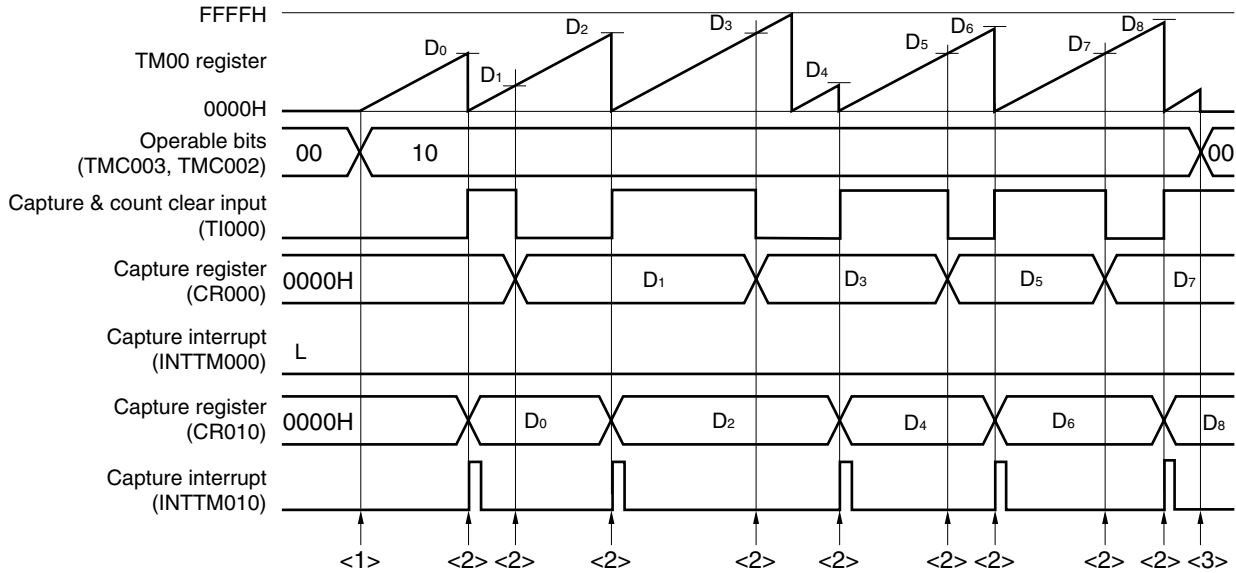 FFFFH
TM00 register
0000H
D0
D1
D2
D3
D4
D5
D6
D7
D8
Operable bits
(TMC003, TMC002)
00
10
00
Capture & count clear input
(TI000)
Capture register
(CR000)
0000H
D1
D3
D5
D7
Capture interrupt
(INTTM000)
L
Capture register
(CR010)
0000H
D0
D2
D4
D6
D8
Capture interrupt
(INTTM010)
<1> <2> <2> <2> <2> <2> <2> <2> <2> <2> <3>